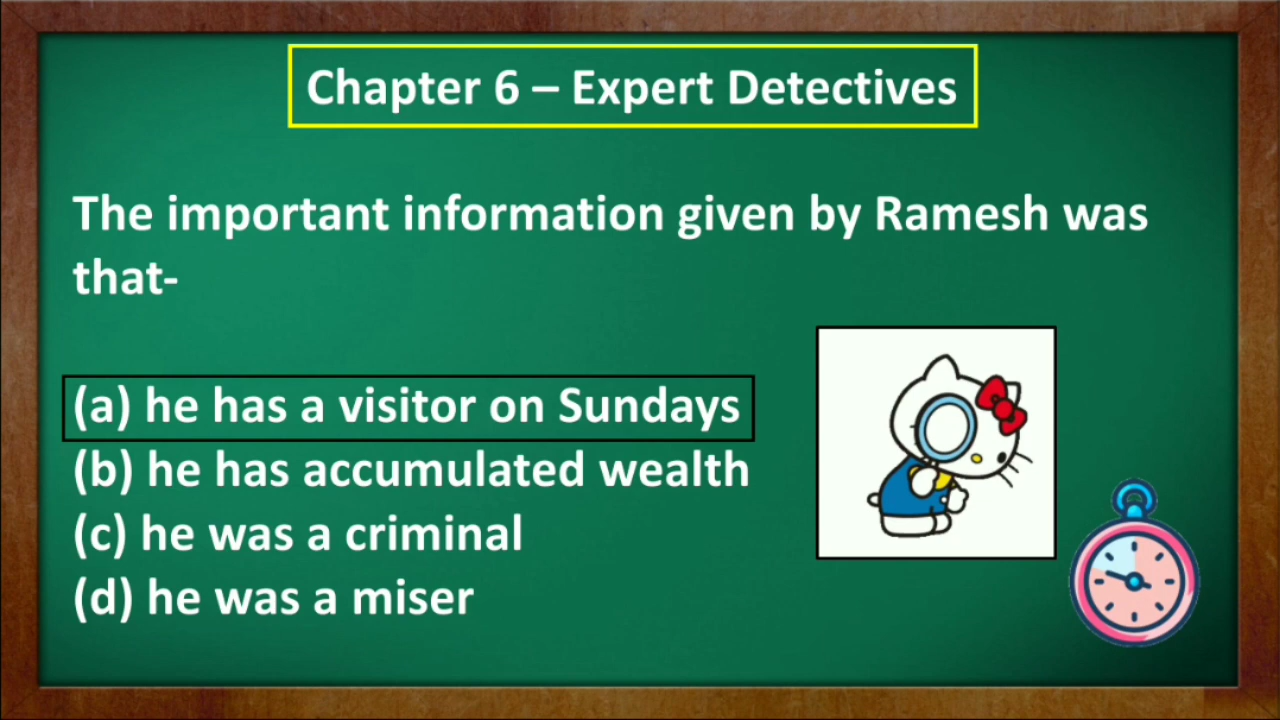 Chapter 6 – Expert Detectives
The important information given by Ramesh was
that-
(a) he has a visitor on Sundays
(b) he has accumulated wealth
(c) he was a criminal
(d) he was a miser